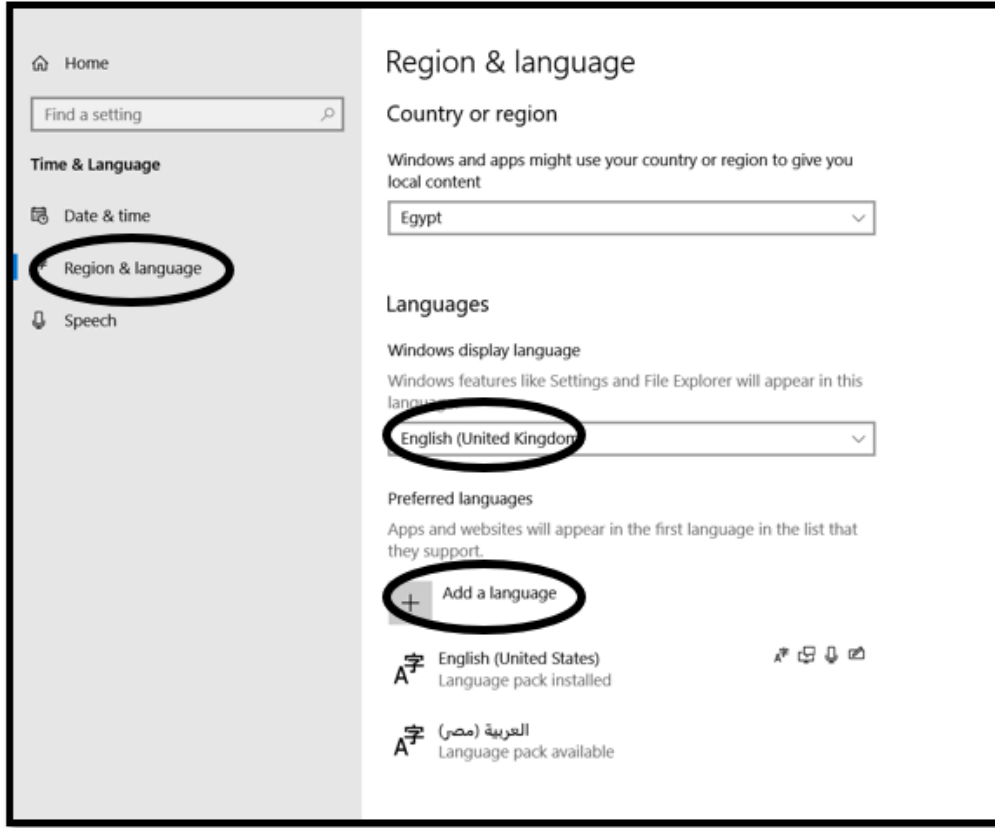 Home
Find a setting
Time & Language
Date & time
Region & language
Speech
Region & language
Country or region
Windows and apps might use your country or region to give you
local content
Egypt
Languages
Windows display language
Windows features like Settings and File Explorer will appear in this
English (United Kingdom
Preferred languages
Apps and websites will appear in the first language in the list that
they support.
Add a language
English (United States)
Language pack installed
العربية (مصر)
Language pack available